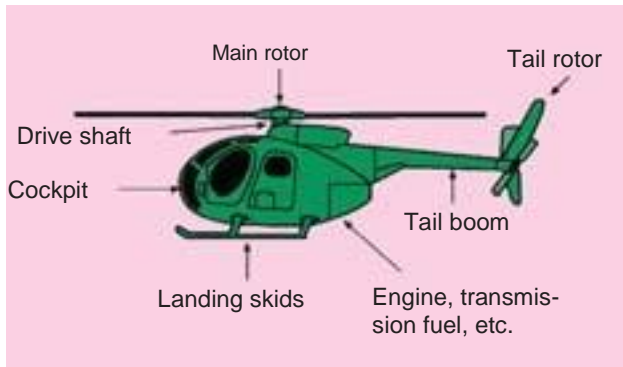 Main rotor
Tail rotor
Drive shaft
Cockpit
Tail boom
Landing skids
Engine, transmis-
sion fuel, etc.